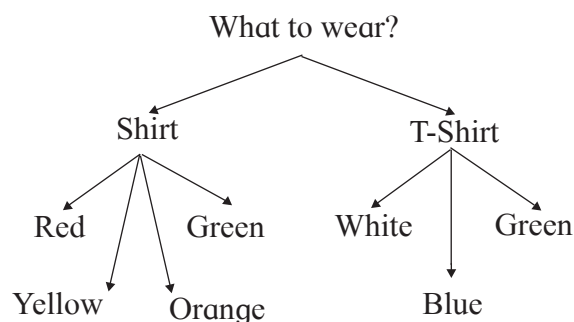 What to wear?
Shirt T-Shirt
Red Green White Green
Yellow Orange Blue